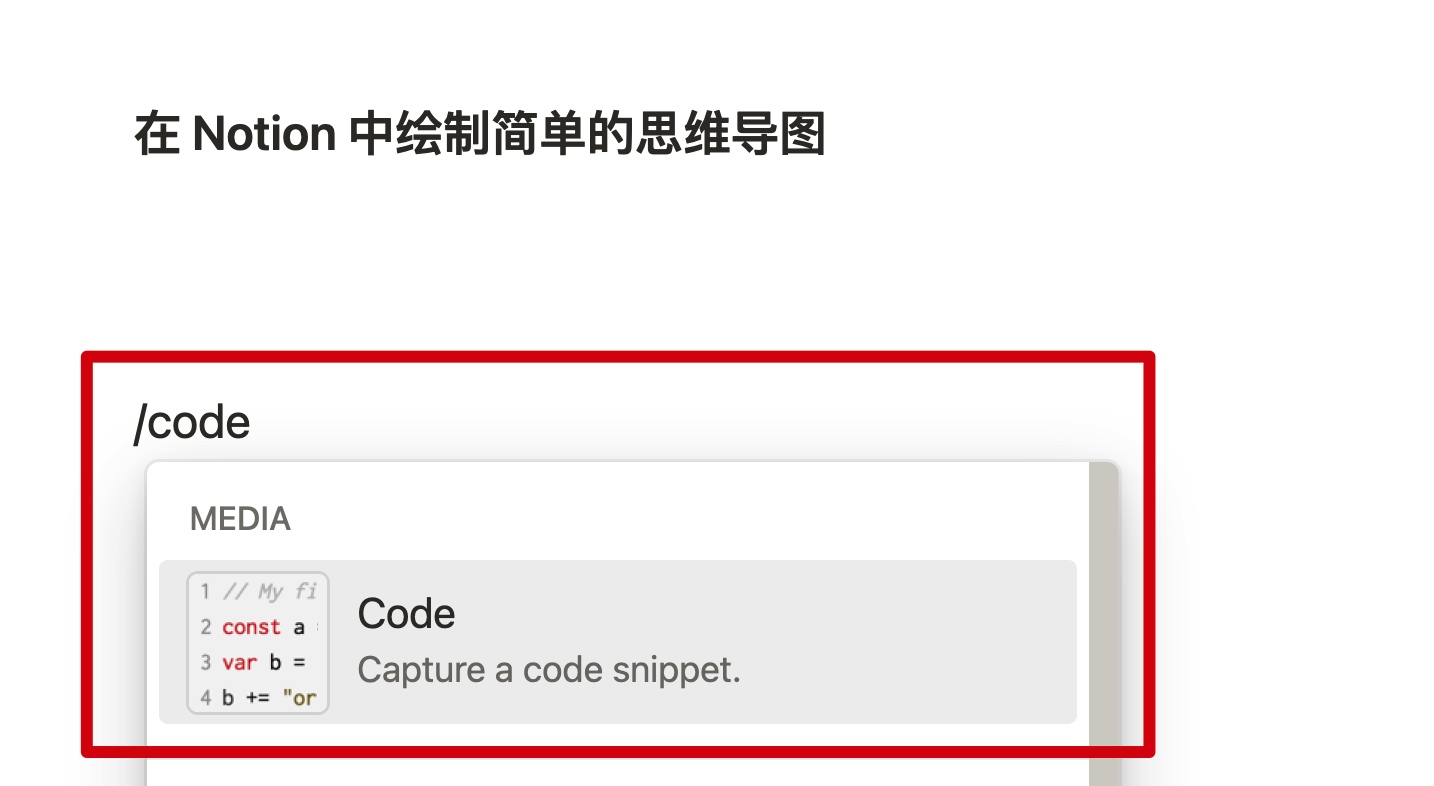 在 Notion 中绘制简单的思维导图
/code
MEDIA
1 // My fi
2 const a
3 var b =
4 b += "or
Code
Capture a code snippet.